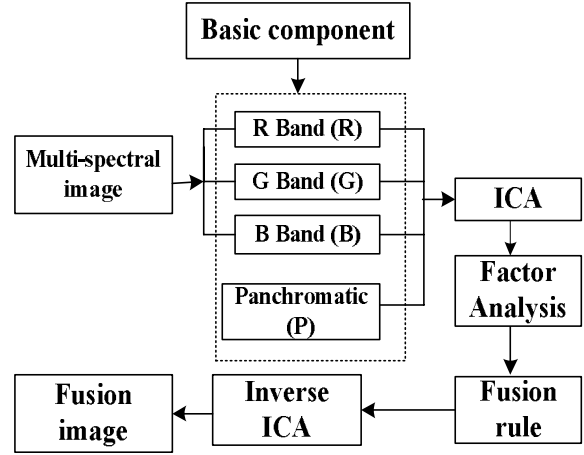 Basic component
R Band (R)
Multi-spectral
image
G Band (G)
B Band (B)
Panchromatic
(P)
ICA
Factor
Analysis
Fusion
rule
Inverse
ICA
Fusion
image